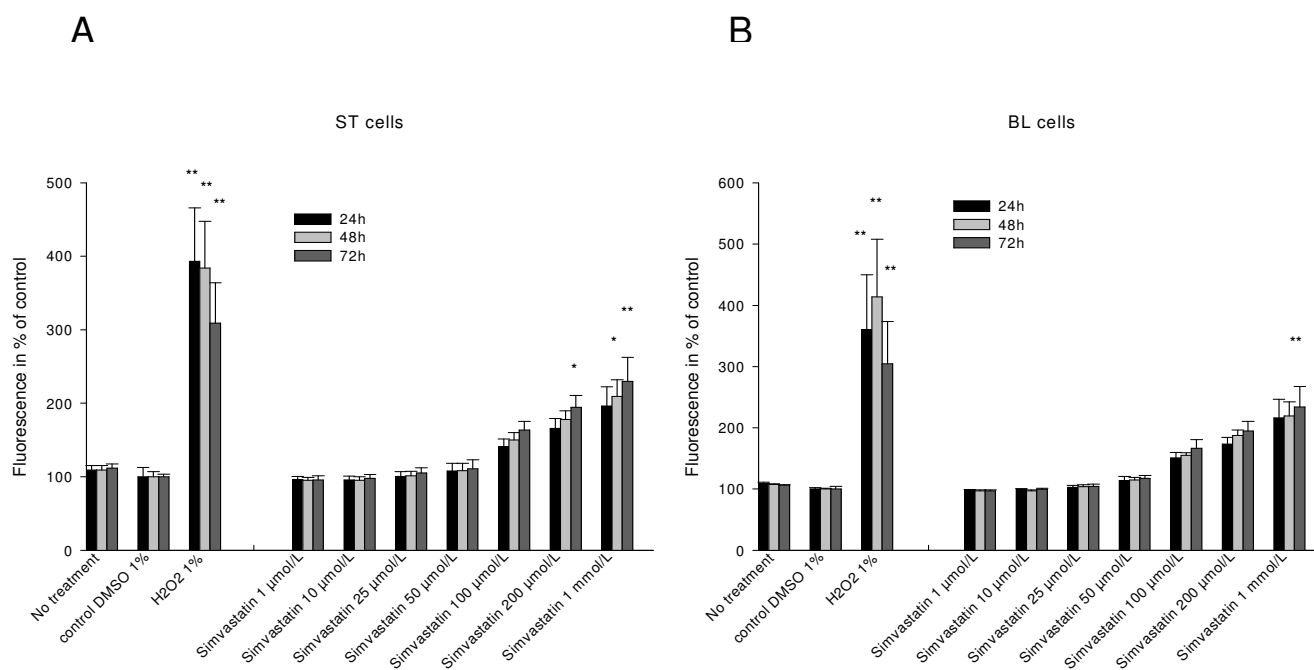 A
ST cells
Fluorescence in % of control
500
400
300
200
100
0
** ** **
* * **
24h
48h
72h
No treatment
control DMSO 1%
H2O2 1%
Simvastatin 1 µmol/L
Simvastatin 10 µmol/L
Simvastatin 25 µmol/L
Simvastatin 50 µmol/L
Simvastatin 100 µmol/L
Simvastatin 200 µmol/L
Simvastatin 1 mmol/L
B
BL cells
Fluorescence in % of control
600
500
400
300
200
100
0
** ** **
**
24h
48h
72h
No treatment
control DMSO 1%
H2O2 1%
Simvastatin 1 µmol/L
Simvastatin 10 µmol/L
Simvastatin 25 µmol/L
Simvastatin 50 µmol/L
Simvastatin 100 µmol/L
Simvastatin 200 µmol/L
Simvastatin 1 mmol/L